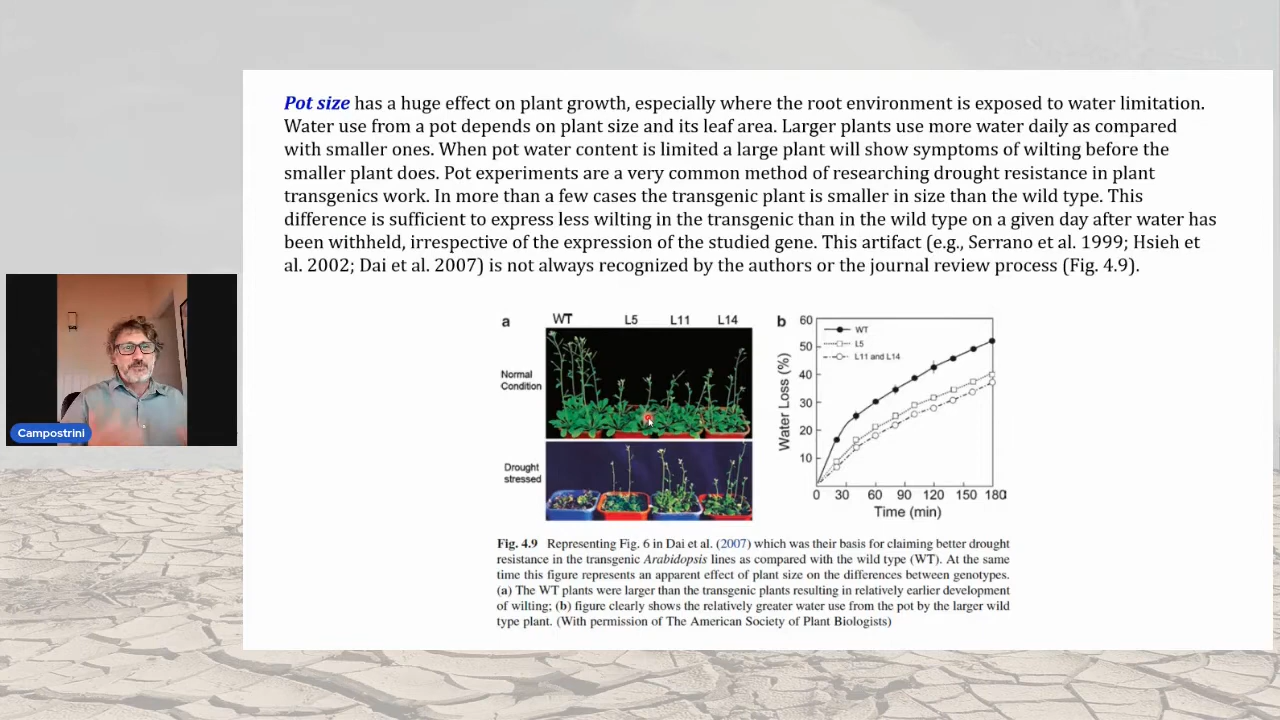 Pot size has a huge effect on plant growth, especially where the root environment is exposed to water limitation.
Water use from a pot depends on plant size and its leaf area. Larger plants use more water daily as compared
with smaller ones. When pot water content is limited a large plant will show symptoms of wilting before the
smaller plant does. Pot experiments are a very common method of researching drought resistance in plant
transgenics work. In more than a few cases the transgenic plant is smaller in size than the wild type. This
difference is sufficient to express less wilting in the transgenic than in the wild type on a given day after water has
been withheld, irrespective of the expression of the studied gene. This artifact (e.g., Serrano et al. 1999; Hsieh et
al. 2002; Dai et al. 2007) is not always recognized by the authors or the journal review process (Fig. 4.9).
Campostrini
a
WT L5 L11 L14
Normal
Condition
Drought
stressed
b
WT
L5
L11 and L14
Water Loss (%)
60
50
40
30
20
10
0 30 60 90 120 150 180
Time (min)
Fig. 4.9 Representing Fig. 6 in Dai et al. (2007) which was their basis for claiming better drought
resistance in the transgenic Arabidopsis lines as compared with the wild type (WT). At the same
time this figure represents an apparent effect of plant size on the differences between genotypes.
(a) The WT plants were larger than the transgenic plants resulting in relatively earlier development
of wilting; (b) figure clearly shows the relatively greater water use from the pot by the larger wild
type plant. (With permission of The American Society of Plant Biologists)